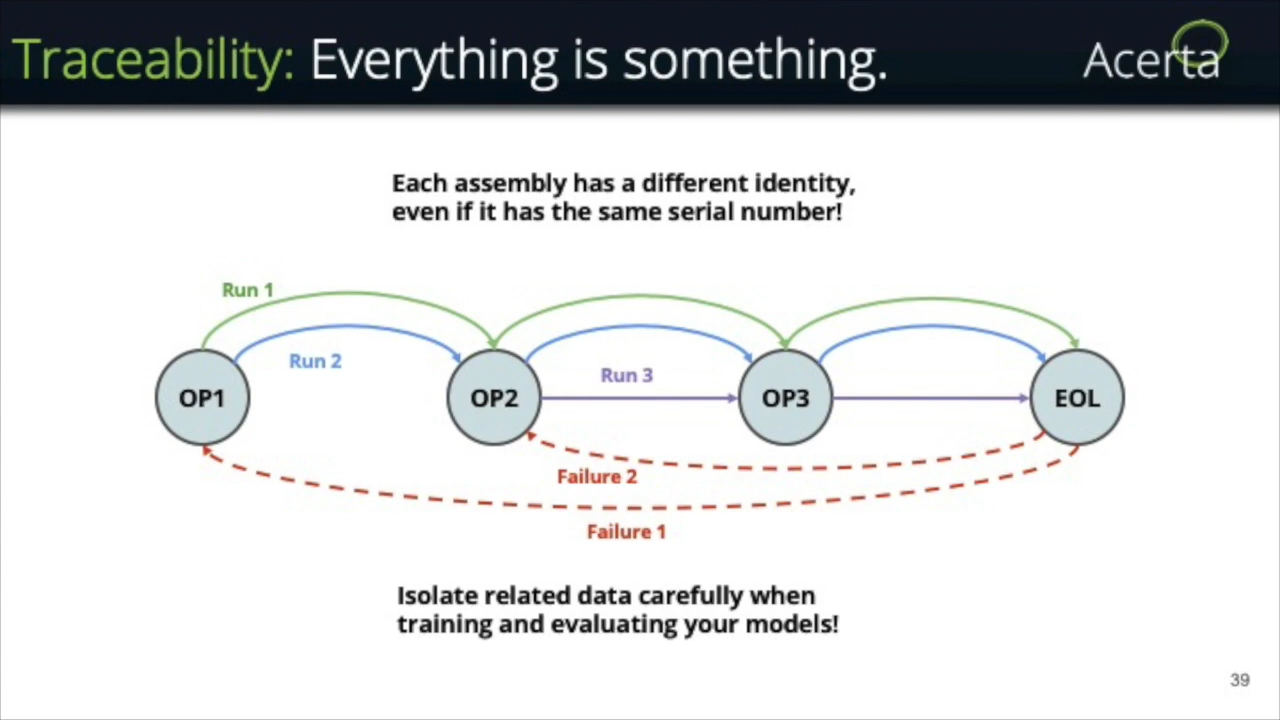 Traceability: Everything is something.
Acerta
Each assembly has a different identity,
even if it has the same serial number!
Run 1
Run 2
Run 3
OP1
OP2
OP3
EOL
Failure 2
Failure 1
Isolate related data carefully when
training and evaluating your models!
39